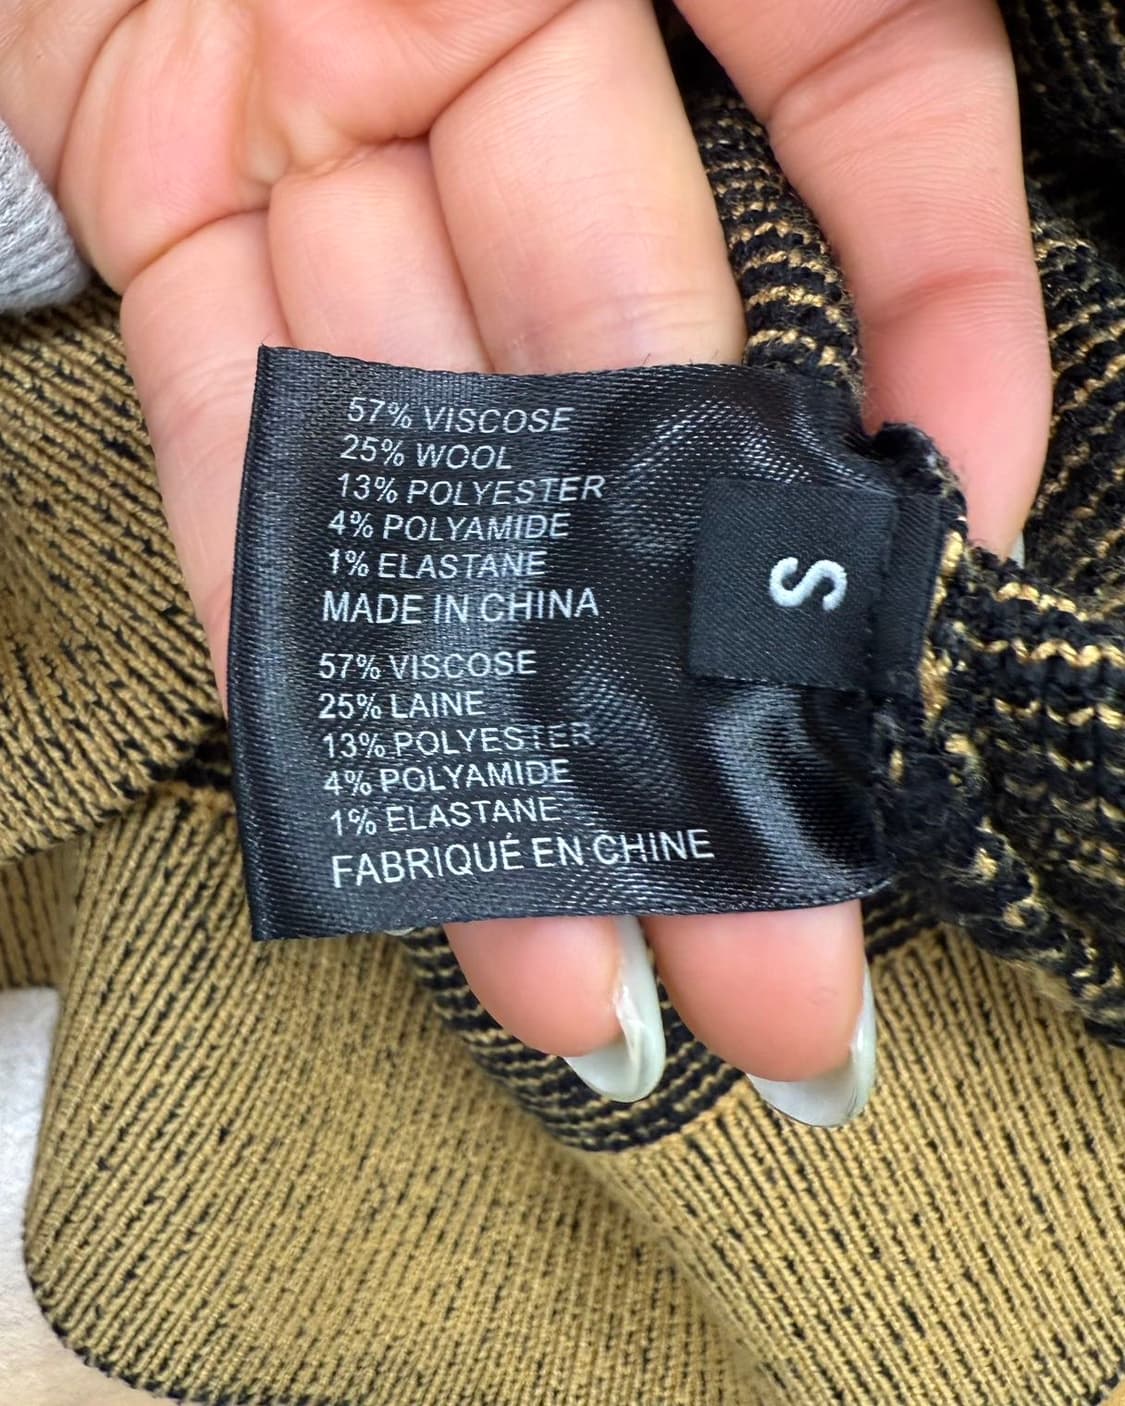 57% VISCOSE
25% WOOL
13% POLYESTER
4% POLYAMIDE
1% ELASTANE
MADE IN CHINA
57% VISCOSE
25% LAINE
13% POLYESTER
4% POLYAMIDE
1% ELASTANE
FABRIQUÉ EN CHINE
S